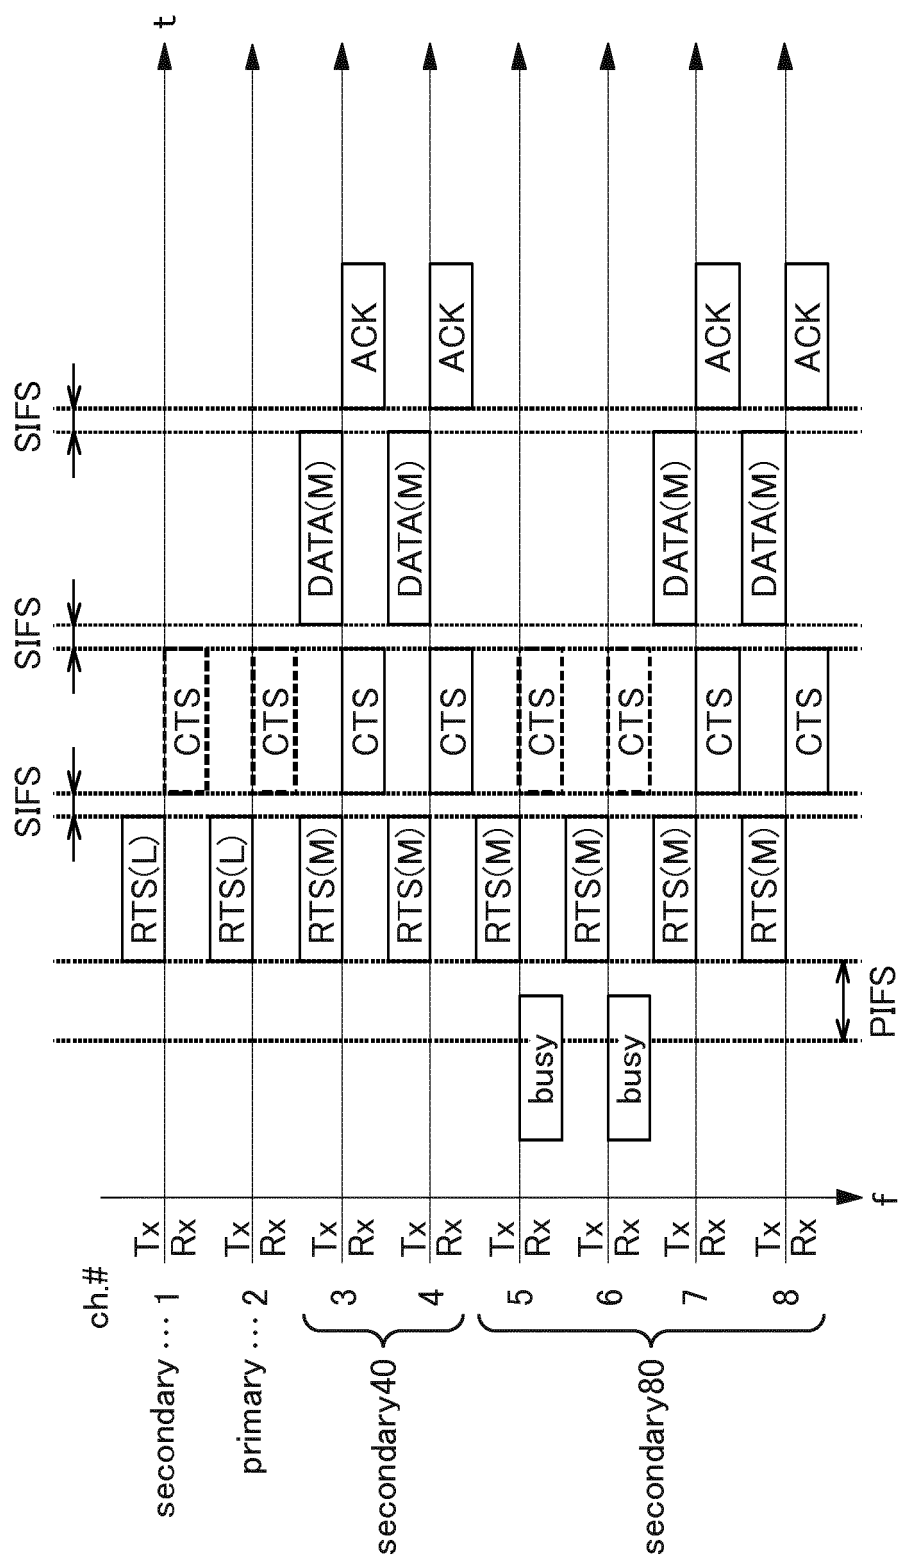 ch.#
SIFS
SIFS
SIFS
t
secondary ··· 1
Tx
Rx
RTS(L)
CTS
primary ··· 2
Tx
Rx
RTS(L)
CTS
secondary40
3
Tx
Rx
RTS(M)
CTS
DATA(M)
ACK
4
Tx
Rx
RTS(M)
CTS
DATA(M)
ACK
secondary80
5
Tx
Rx
busy
RTS(M)
CTS
6
Tx
Rx
busy
RTS(M)
CTS
7
Tx
Rx
RTS(M)
CTS
DATA(M)
ACK
8
Tx
Rx
RTS(M)
CTS
DATA(M)
ACK
f
PIFS